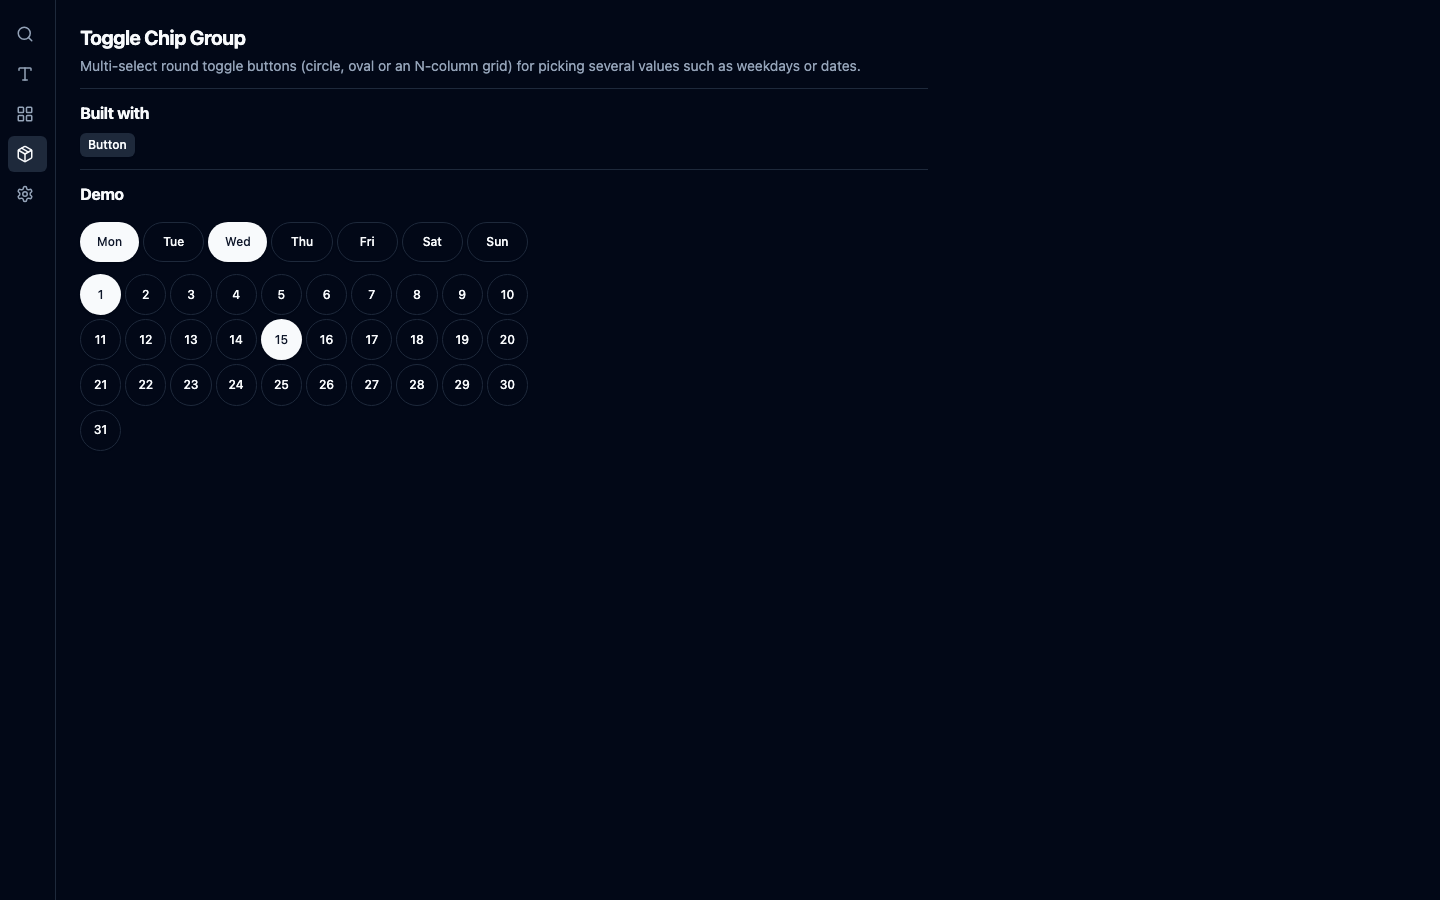 Toggle Chip Group
Multi-select round toggle buttons (circle, oval or an N-column grid) for picking several values such as weekdays or dates.
Built with
Button
Demo
Mon Tue Wed Thu Fri Sat Sun
1 2 3 4 5 6 7 8 9 10
11 12 13 14 15 16 17 18 19 20
21 22 23 24 25 26 27 28 29 30
31